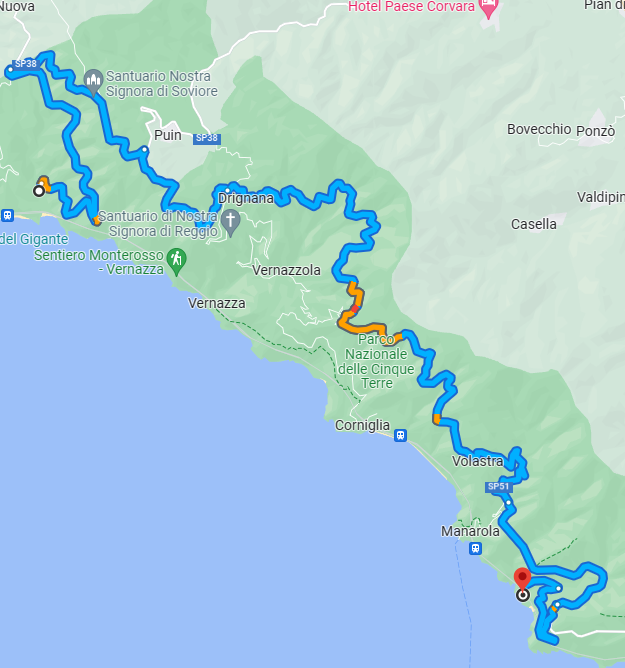 Nuova
Hotel Paese Corvara
Pian di
SP38
Santuario Nostra
Signora di Soviore
Puin
SP38
Bovecchio
Ponzò
Drignana
Valdipin
Santuario di Nostra
Signora di Reggio
Casella
del Gigante
Sentiero Monterosso
- Vernazza
Vernazzola
Vernazza
Parco
Nazionale
delle Cinque
Terre
Corniglia
Volastra
SP51
Manarola